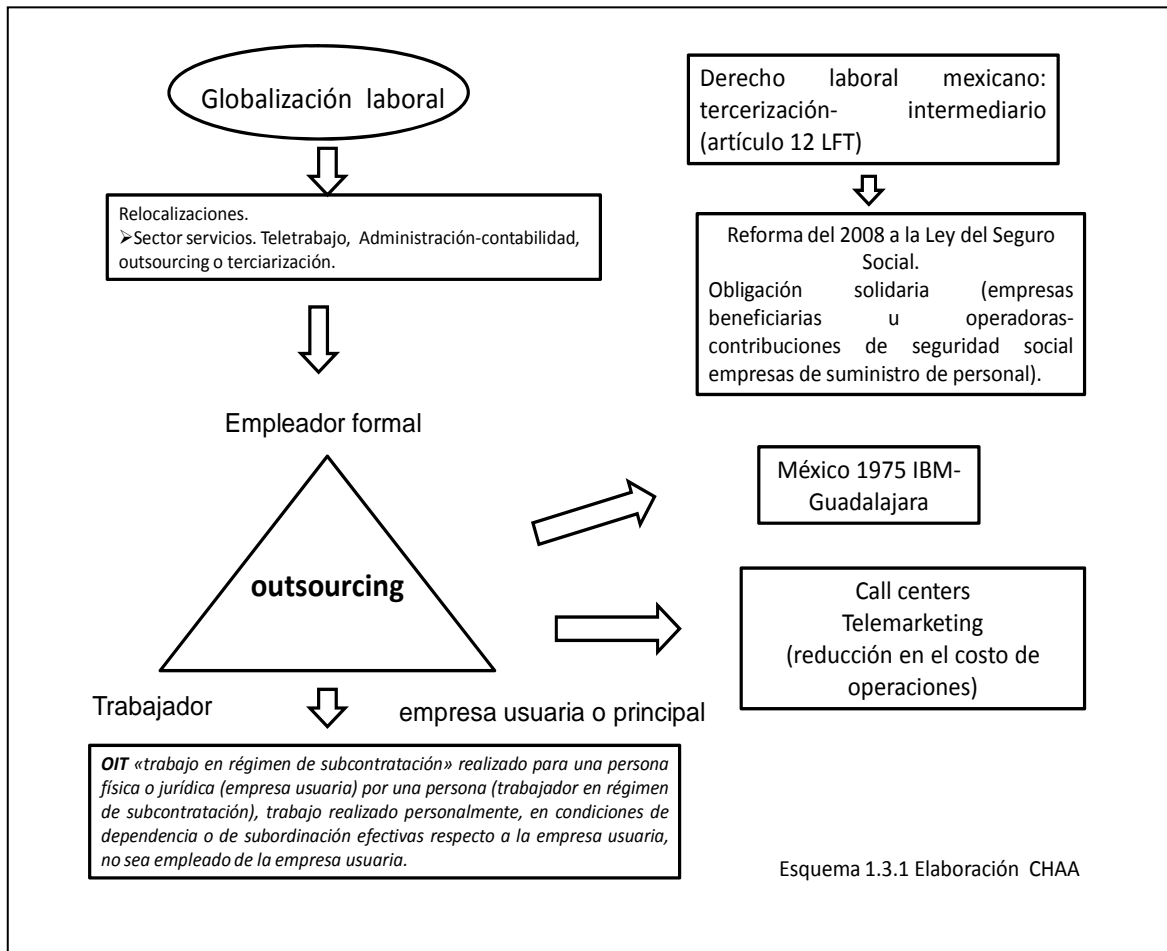 Globalización laboral
Relocalizaciones.
➢Sector servicios. Teletrabajo, Administración-contabilidad,
outsourcing o terciarización.
Empleador formal
outsourcing
Trabajador
empresa usuaria o principal
OIT «trabajo en régimen de subcontratación» realizado para una persona
física o jurídica (empresa usuaria) por una persona (trabajador en régimen
de subcontratación), trabajo realizado personalmente, en condiciones de
dependencia o de subordinación efectivas respecto a la empresa usuaria,
no sea empleado de la empresa usuaria.
Derecho laboral mexicano:
tercerización- intermediario
(artículo 12 LFT)
Reforma del 2008 a la Ley del Seguro
Social.
Obligación solidaria (empresas
beneficiarias u operadoras-
contribuciones de seguridad social
empresas de suministro de personal).
México 1975 IBM-
Guadalajara
Call centers
Telemarketing
(reducción en el costo de
operaciones)
Esquema 1.3.1 Elaboración CHAA